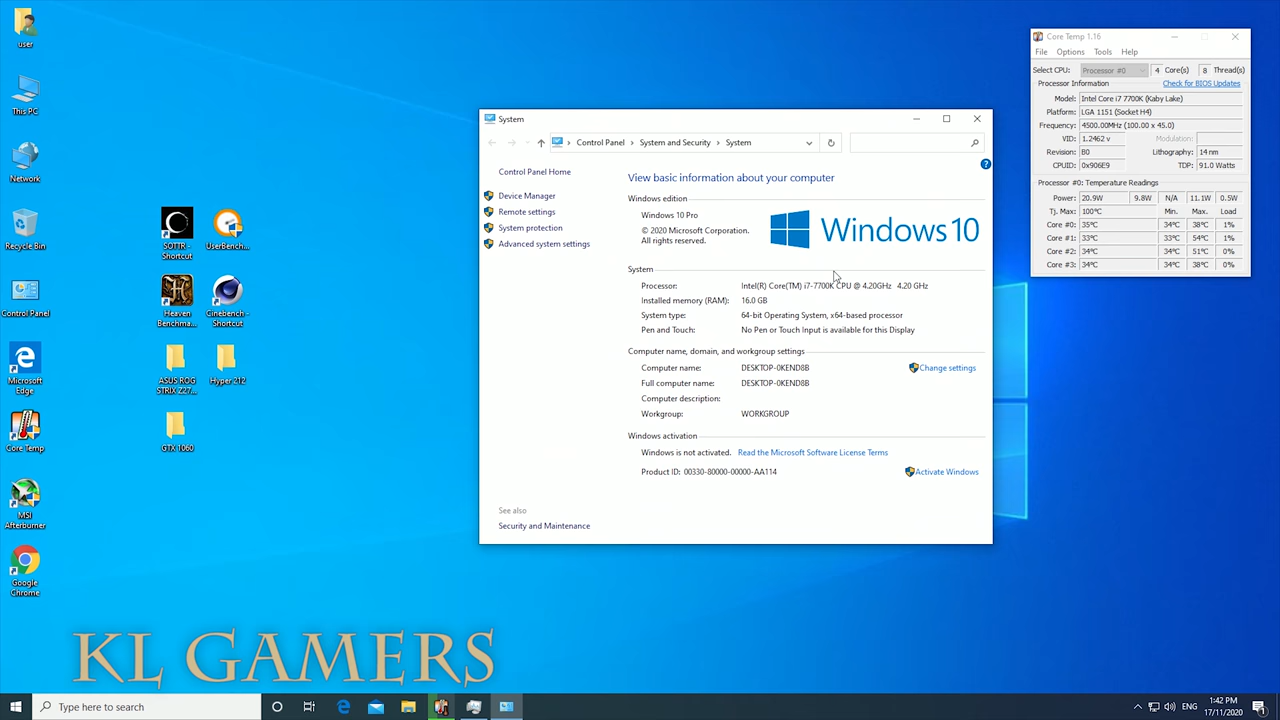 user
This PC
Network
Recycle Bin
Control Panel
Microsoft
Edge
Core Temp
MSI
Afterburner
Google
Chrome
SOTTR -
Shortcut
UserBenc...
Heaven
Benchma...
Cinebench -
Shortcut
ASUS ROG
STRIX Z27...
Hyper 212
GTX 1060
System
Control Panel > System and Security > System
Control Panel Home
Device Manager
Remote settings
System protection
Advanced system settings
See also
Security and Maintenance
View basic information about your computer
Windows edition
Windows 10 Pro
© 2020 Microsoft Corporation.
All rights reserved.
Windows 10
System
Processor: Intel(R) Core(TM) i7-7700K CPU @ 4.20GHz 4.20 GHz
Installed memory (RAM): 16.0 GB
System type: 64-bit Operating System, x64-based processor
Pen and Touch: No Pen or Touch Input is available for this Display
Computer name, domain, and workgroup settings
Computer name: DESKTOP-0KEND8B
Change settings
Full computer name: DESKTOP-0KEND8B
Computer description:
Workgroup: WORKGROUP
Windows activation
Windows is not activated. Read the Microsoft Software License Terms
Product ID: 00330-80000-00000-AA114
Activate Windows
Core Temp 1.16
File Options Tools Help
Select CPU: Processor #0 4 Core(s) 8 Thread(s)
Processor Information Check for BIOS Updates
Model: Intel Core i7 7700K (Kaby Lake)
Platform: LGA 1151 (Socket H4)
Frequency: 4500.00MHz (100.00 x 45.0)
VID: 1.2462 v Modulation:
Revision: B0 Lithography: 14 nm
CPUID: 0x906E9 TDP: 91.0 Watts
Processor #0: Temperature Readings
Power: 20.9W 9.8W N/A 11.1W 0.5W
Tj. Max: 100°C Min. Max. Load
Core #0: 35°C 34°C 38°C 1%
Core #1: 33°C 33°C 54°C 1%
Core #2: 34°C 34°C 51°C 0%
Core #3: 34°C 34°C 38°C 0%
KL GAMERS
Type here to search
ENG
1:42 PM
17/11/2020